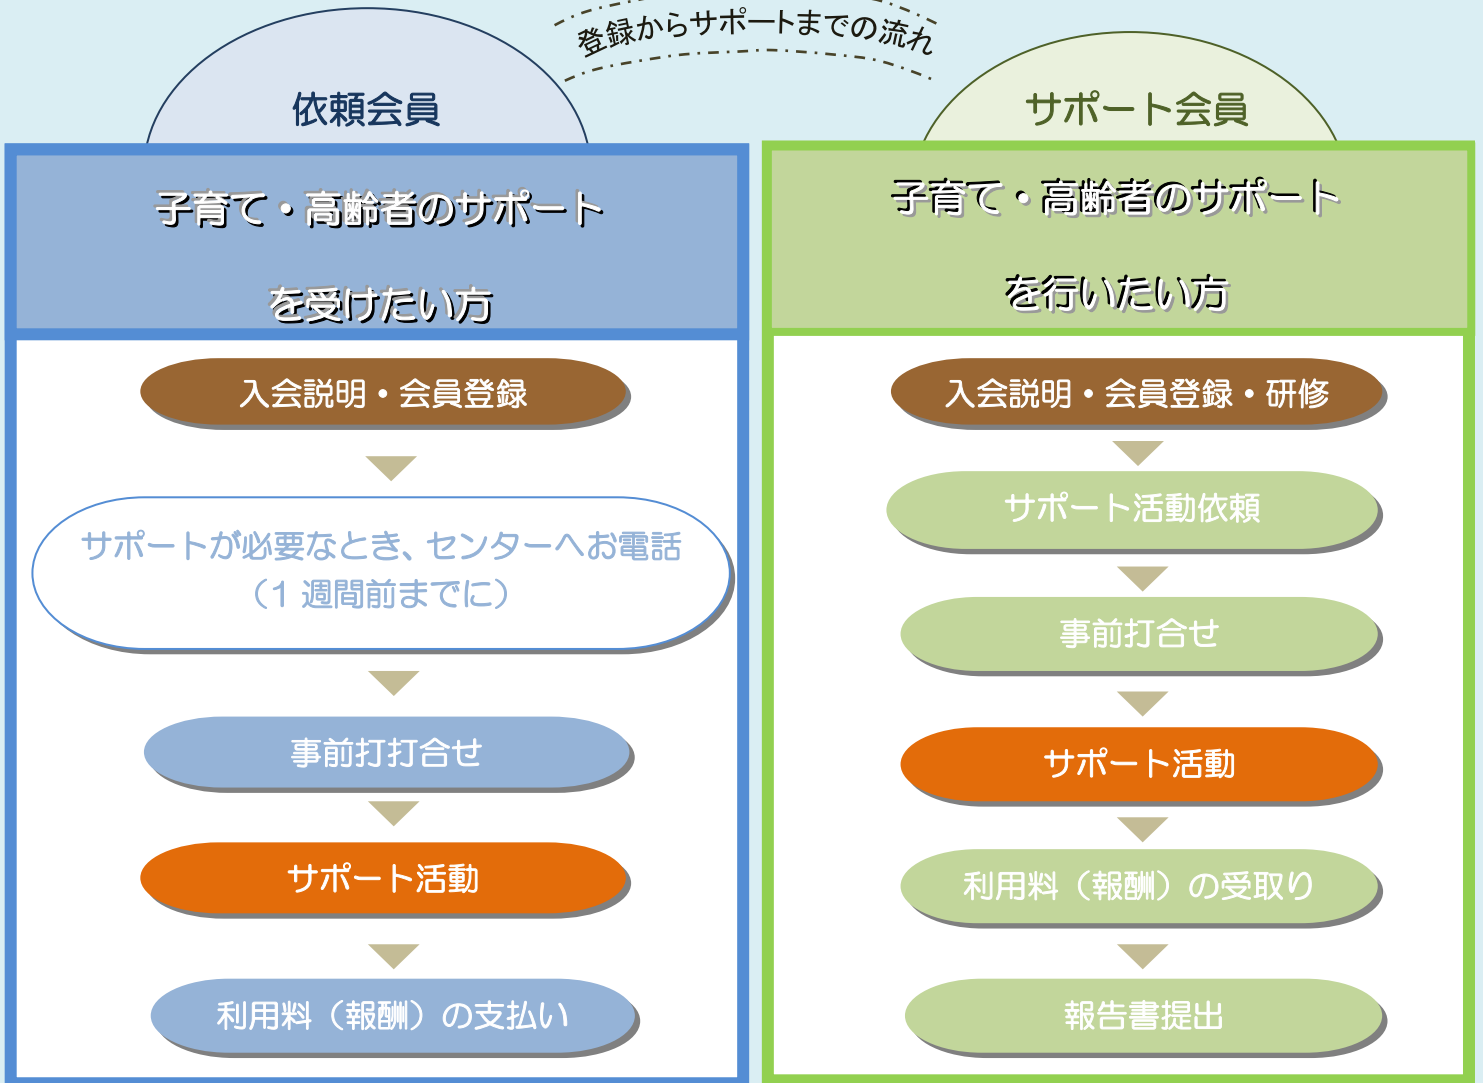 登録からサポートまでの流れ
依頼会員
子育て・高齢者のサポート
を受けたい方
入会説明・会員登録
サポートが必要なとき、センターへお電話
（1 週間前までに）
事前打打合せ
サポート活動
利用料（報酬）の支払い
サポート会員
子育て・高齢者のサポート
を行いたい方
入会説明・会員登録・研修
サポート活動依頼
事前打合せ
サポート活動
利用料（報酬）の受取り
報告書提出